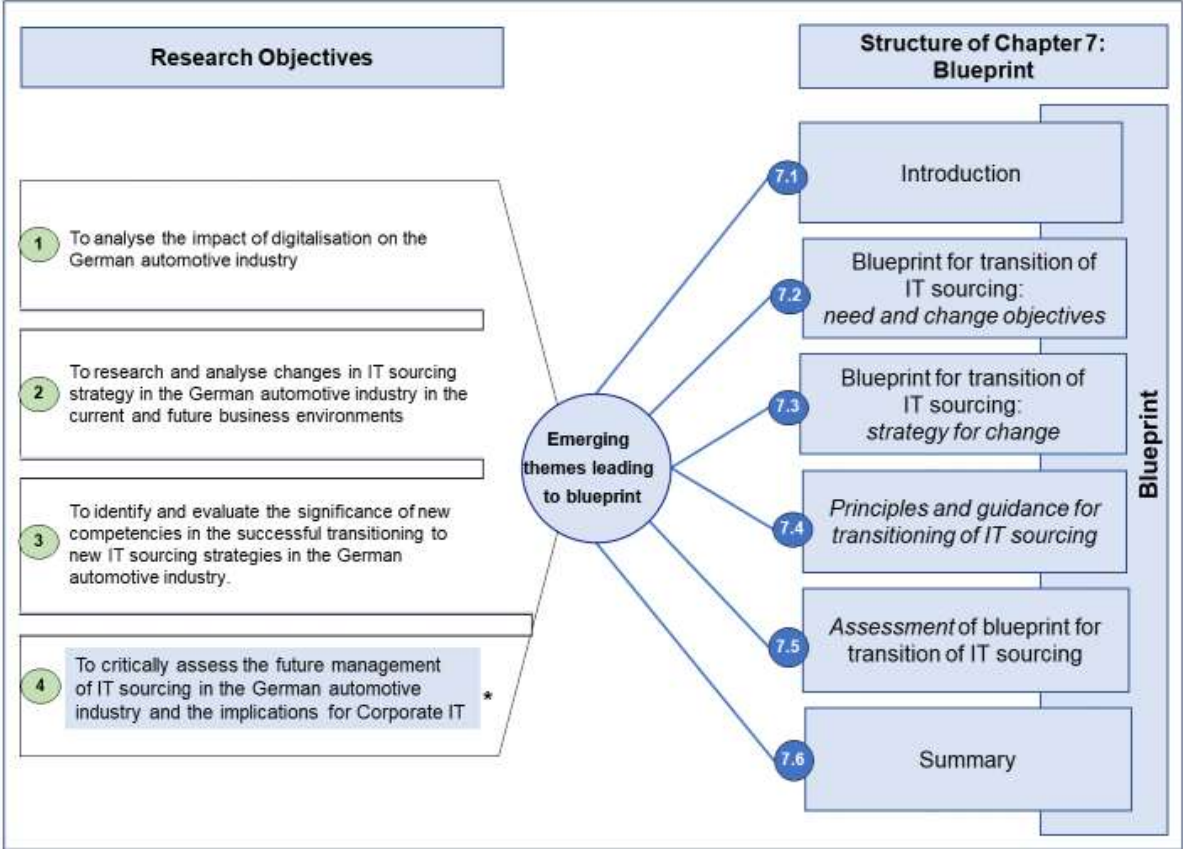 Research Objectives
Structure of Chapter 7:
Blueprint
1
To analyse the impact of digitalisation on the
German automotive industry
2
To research and analyse changes in IT sourcing
strategy in the German automotive industry in the
current and future business environments
3
To identify and evaluate the significance of new
competencies in the successful transitioning to
new IT sourcing strategies in the German
automotive industry.
4
To critically assess the future management
of IT sourcing in the German automotive
industry and the implications for Corporate IT
*
Emerging
themes leading
to blueprint
7.1
Introduction
7.2
Blueprint for transition of
IT sourcing:
need and change objectives
7.3
Blueprint for transition of
IT sourcing:
strategy for change
7.4
Principles and guidance for
transitioning of IT sourcing
7.5
Assessment of blueprint for
transition of IT sourcing
7.6
Summary
Blueprint